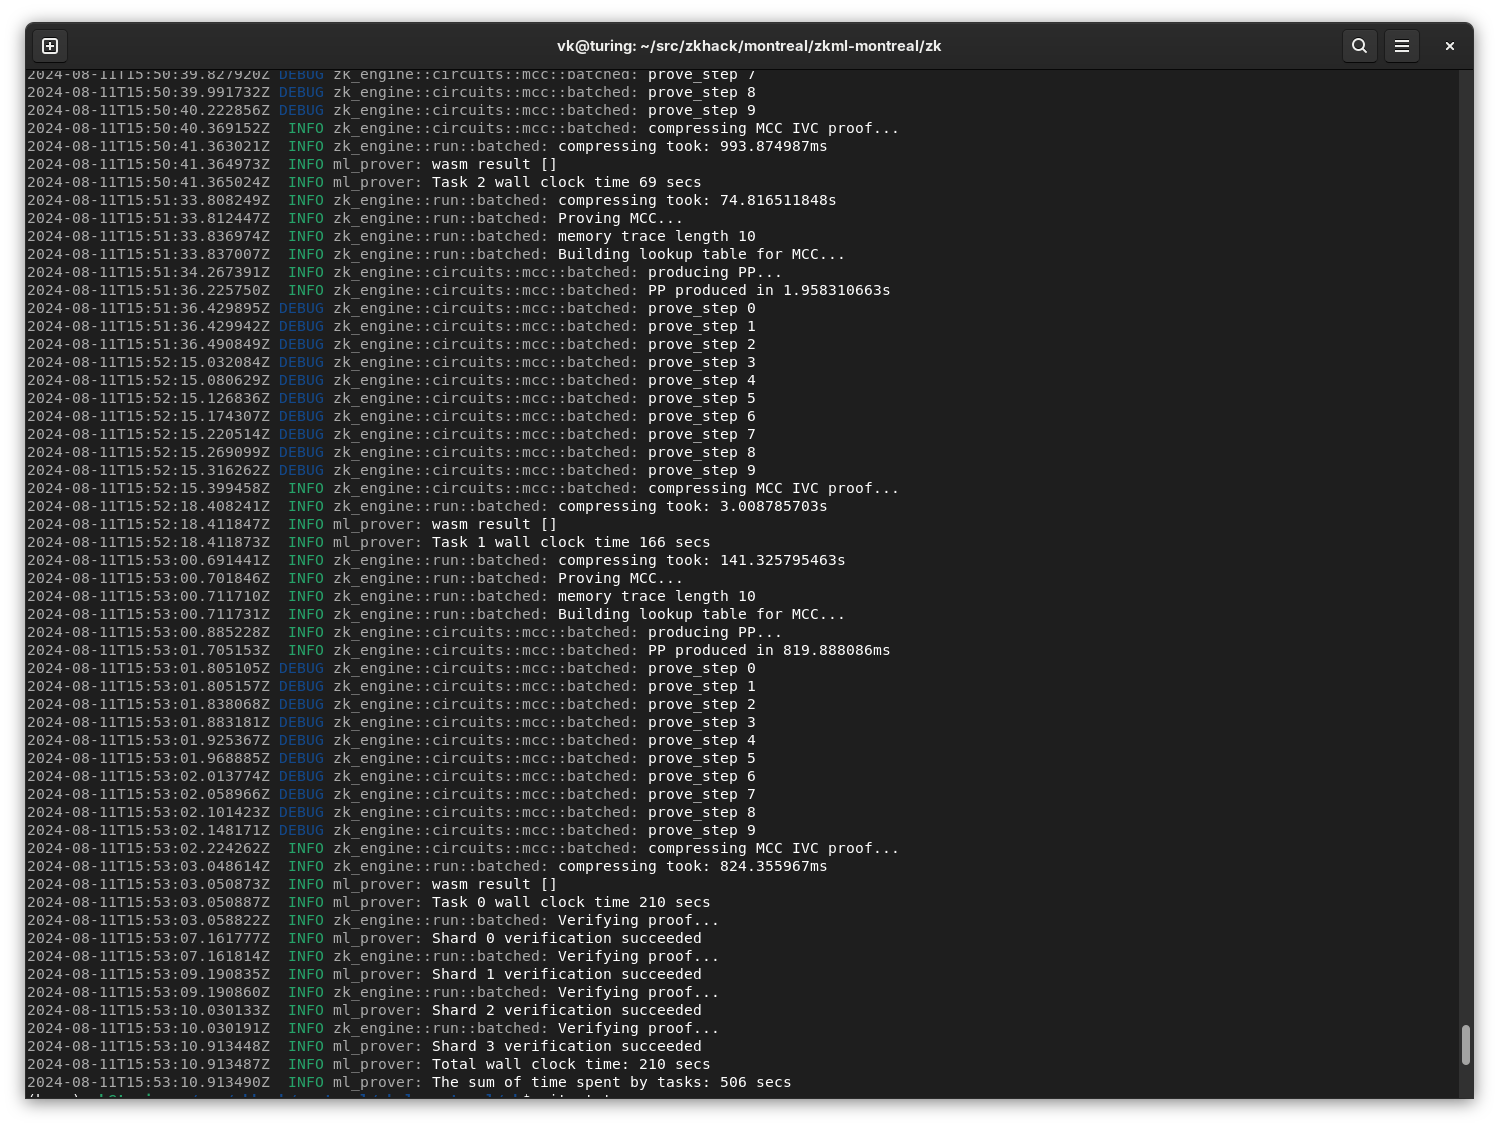 vk@turing: ~/src/zkhack/montreal/zkml-montreal/zk
2024-08-11T15:50:39.827920Z DEBUG zk_engine::circuits::mcc::batched: prove_step 7
2024-08-11T15:50:39.991732Z DEBUG zk_engine::circuits::mcc::batched: prove_step 8
2024-08-11T15:50:40.222856Z DEBUG zk_engine::circuits::mcc::batched: prove_step 9
2024-08-11T15:50:40.369152Z  INFO zk_engine::circuits::mcc::batched: compressing MCC IVC proof...
2024-08-11T15:50:41.363021Z  INFO zk_engine::run::batched: compressing took: 993.874987ms
2024-08-11T15:50:41.364973Z  INFO ml_prover: wasm result []
2024-08-11T15:50:41.365024Z  INFO ml_prover: Task 2 wall clock time 69 secs
2024-08-11T15:51:33.808249Z  INFO zk_engine::run::batched: compressing took: 74.816511848s
2024-08-11T15:51:33.812447Z  INFO zk_engine::run::batched: Proving MCC...
2024-08-11T15:51:33.836974Z  INFO zk_engine::run::batched: memory trace length 10
2024-08-11T15:51:33.837007Z  INFO zk_engine::run::batched: Building lookup table for MCC...
2024-08-11T15:51:34.267391Z  INFO zk_engine::circuits::mcc::batched: producing PP...
2024-08-11T15:51:36.225750Z  INFO zk_engine::circuits::mcc::batched: PP produced in 1.958310663s
2024-08-11T15:51:36.429895Z DEBUG zk_engine::circuits::mcc::batched: prove_step 0
2024-08-11T15:51:36.429942Z DEBUG zk_engine::circuits::mcc::batched: prove_step 1
2024-08-11T15:51:36.490849Z DEBUG zk_engine::circuits::mcc::batched: prove_step 2
2024-08-11T15:52:15.032084Z DEBUG zk_engine::circuits::mcc::batched: prove_step 3
2024-08-11T15:52:15.080629Z DEBUG zk_engine::circuits::mcc::batched: prove_step 4
2024-08-11T15:52:15.126836Z DEBUG zk_engine::circuits::mcc::batched: prove_step 5
2024-08-11T15:52:15.174307Z DEBUG zk_engine::circuits::mcc::batched: prove_step 6
2024-08-11T15:52:15.220514Z DEBUG zk_engine::circuits::mcc::batched: prove_step 7
2024-08-11T15:52:15.269099Z DEBUG zk_engine::circuits::mcc::batched: prove_step 8
2024-08-11T15:52:15.316262Z DEBUG zk_engine::circuits::mcc::batched: prove_step 9
2024-08-11T15:52:15.399458Z  INFO zk_engine::circuits::mcc::batched: compressing MCC IVC proof...
2024-08-11T15:52:18.408241Z  INFO zk_engine::run::batched: compressing took: 3.008785703s
2024-08-11T15:52:18.411847Z  INFO ml_prover: wasm result []
2024-08-11T15:52:18.411873Z  INFO ml_prover: Task 1 wall clock time 166 secs
2024-08-11T15:53:00.691441Z  INFO zk_engine::run::batched: compressing took: 141.325795463s
2024-08-11T15:53:00.701846Z  INFO zk_engine::run::batched: Proving MCC...
2024-08-11T15:53:00.711710Z  INFO zk_engine::run::batched: memory trace length 10
2024-08-11T15:53:00.711731Z  INFO zk_engine::run::batched: Building lookup table for MCC...
2024-08-11T15:53:00.885228Z  INFO zk_engine::circuits::mcc::batched: producing PP...
2024-08-11T15:53:01.705153Z  INFO zk_engine::circuits::mcc::batched: PP produced in 819.888086ms
2024-08-11T15:53:01.805105Z DEBUG zk_engine::circuits::mcc::batched: prove_step 0
2024-08-11T15:53:01.805157Z DEBUG zk_engine::circuits::mcc::batched: prove_step 1
2024-08-11T15:53:01.838068Z DEBUG zk_engine::circuits::mcc::batched: prove_step 2
2024-08-11T15:53:01.883181Z DEBUG zk_engine::circuits::mcc::batched: prove_step 3
2024-08-11T15:53:01.925367Z DEBUG zk_engine::circuits::mcc::batched: prove_step 4
2024-08-11T15:53:01.968885Z DEBUG zk_engine::circuits::mcc::batched: prove_step 5
2024-08-11T15:53:02.013774Z DEBUG zk_engine::circuits::mcc::batched: prove_step 6
2024-08-11T15:53:02.058966Z DEBUG zk_engine::circuits::mcc::batched: prove_step 7
2024-08-11T15:53:02.101423Z DEBUG zk_engine::circuits::mcc::batched: prove_step 8
2024-08-11T15:53:02.148171Z DEBUG zk_engine::circuits::mcc::batched: prove_step 9
2024-08-11T15:53:02.224262Z  INFO zk_engine::circuits::mcc::batched: compressing MCC IVC proof...
2024-08-11T15:53:03.048614Z  INFO zk_engine::run::batched: compressing took: 824.355967ms
2024-08-11T15:53:03.050873Z  INFO ml_prover: wasm result []
2024-08-11T15:53:03.050887Z  INFO ml_prover: Task 0 wall clock time 210 secs
2024-08-11T15:53:03.058822Z  INFO zk_engine::run::batched: Verifying proof...
2024-08-11T15:53:07.161777Z  INFO ml_prover: Shard 0 verification succeeded
2024-08-11T15:53:07.161814Z  INFO zk_engine::run::batched: Verifying proof...
2024-08-11T15:53:09.190835Z  INFO ml_prover: Shard 1 verification succeeded
2024-08-11T15:53:09.190860Z  INFO zk_engine::run::batched: Verifying proof...
2024-08-11T15:53:10.030133Z  INFO ml_prover: Shard 2 verification succeeded
2024-08-11T15:53:10.030191Z  INFO zk_engine::run::batched: Verifying proof...
2024-08-11T15:53:10.913448Z  INFO ml_prover: Shard 3 verification succeeded
2024-08-11T15:53:10.913487Z  INFO ml_prover: Total wall clock time: 210 secs
2024-08-11T15:53:10.913490Z  INFO ml_prover: The sum of time spent by tasks: 506 secs